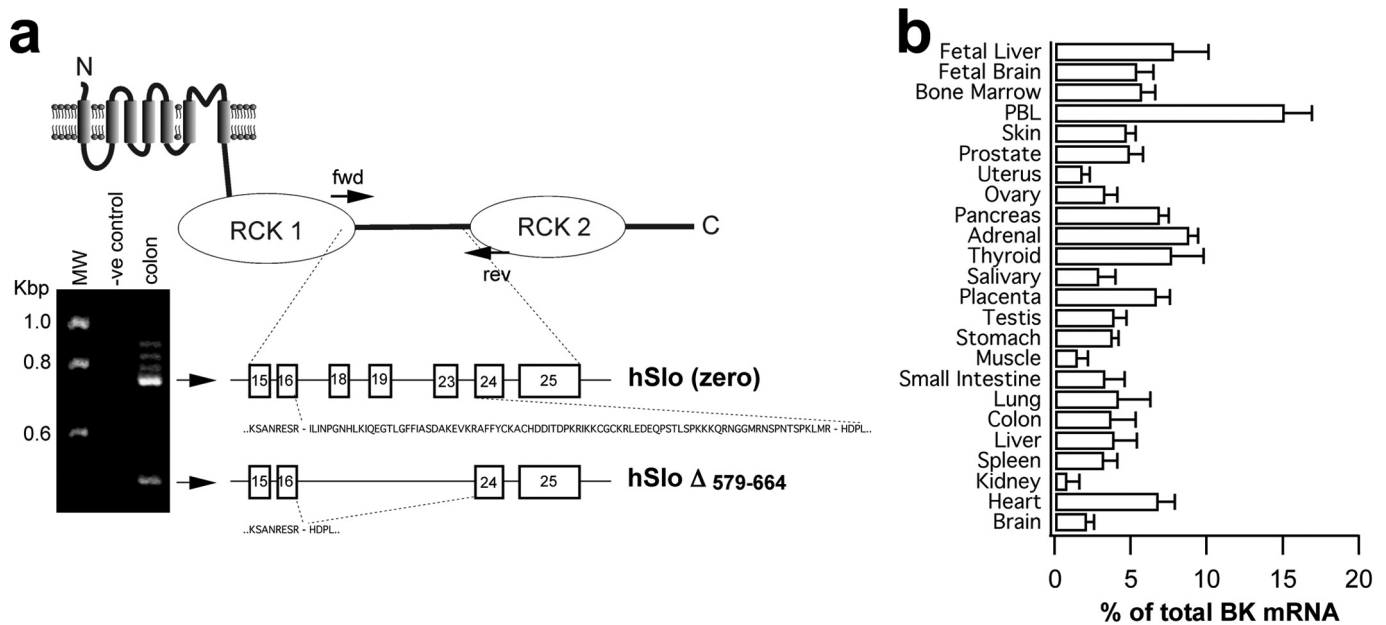 a
N
fwd
RCK 1
RCK 2
C
rev
MW
-ve control
colon
Kbp
1.0
0.8
0.6
15 16 18 19 23 24 25
hSlo (zero)
..KSANRESR - ILINPGNHLKIQEGTLGFFIASDAKEVKRAFFYCKACHDDITDPKRIKKCGCKRLEDEQPSTLSPKKKQRNGGMRNSPNTSPKLMR - HDPL..
15 16 24 25
hSlo Δ 579-664
..KSANRESR - HDPL..
b
Fetal Liver
Fetal Brain
Bone Marrow
PBL
Skin
Prostate
Uterus
Ovary
Pancreas
Adrenal
Thyroid
Salivary
Placenta
Testis
Stomach
Muscle
Small Intestine
Lung
Colon
Liver
Spleen
Kidney
Heart
Brain
0 5 10 15 20
% of total BK mRNA